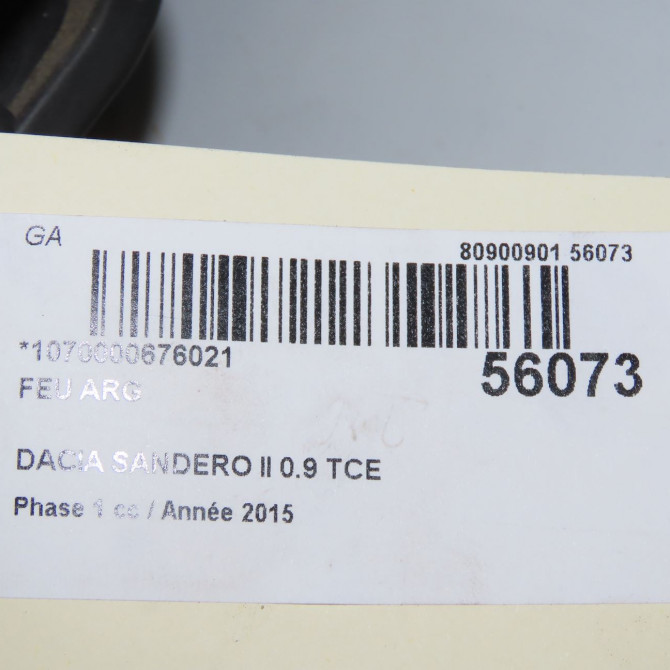 GA
80900901 56073
*1070000676021
56073
FEU ARG
DACIA SANDERO II 0.9 TCE
Phase 1 cc / Année 2015